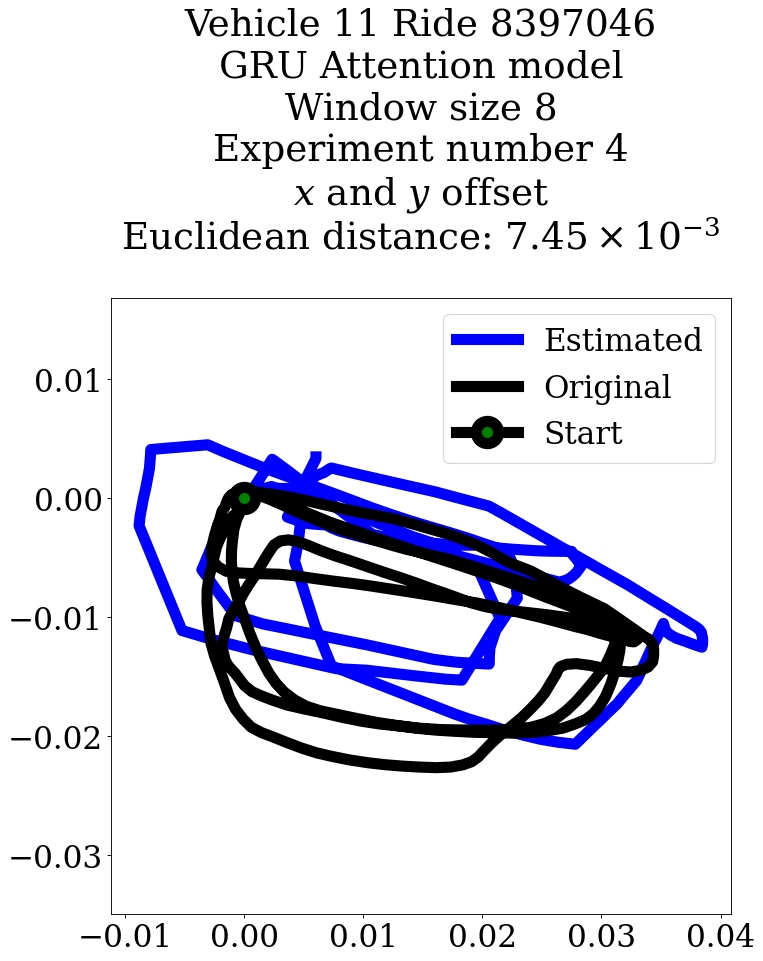 Vehicle 11 Ride 8397046
GRU Attention model
Window size 8
Experiment number 4
x and y offset
Euclidean distance: 7.45 × 10⁻³
Estimated
Original
Start
0.01
0.00
−0.01
−0.02
−0.03
−0.01 0.00 0.01 0.02 0.03 0.04